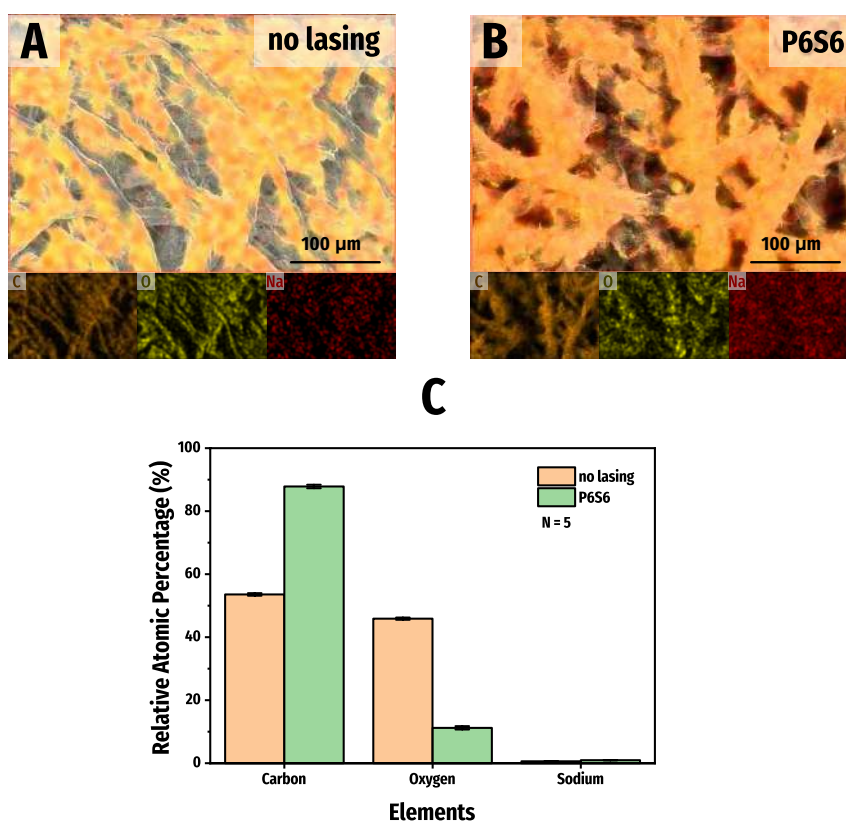 A
no lasing
100 µm
C
O
Na
B
P6S6
100 µm
C
O
Na
C
100
80
60
40
20
0
Relative Atomic Percentage (%)
no lasing
P6S6
N = 5
Carbon
Oxygen
Sodium
Elements